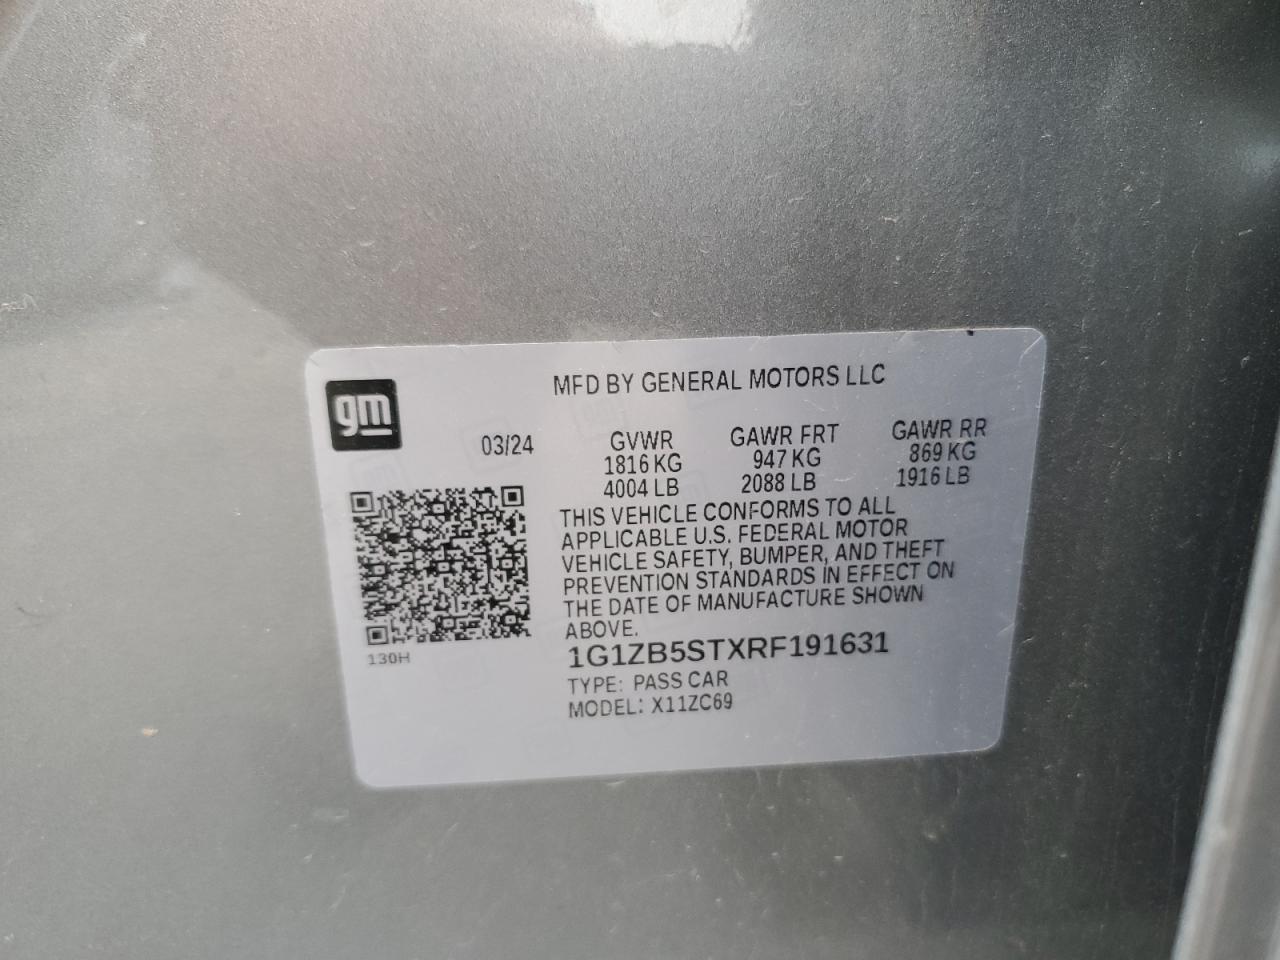 gm
MFD BY GENERAL MOTORS LLC
03/24
GVWR GAWR FRT GAWR RR
1816 KG 947 KG 869 KG
4004 LB 2088 LB 1916 LB
THIS VEHICLE CONFORMS TO ALL
APPLICABLE U.S. FEDERAL MOTOR
VEHICLE SAFETY, BUMPER, AND THEFT
PREVENTION STANDARDS IN EFFECT ON
THE DATE OF MANUFACTURE SHOWN
ABOVE.
130H
1G1ZB5STXRF191631
TYPE: PASS CAR
MODEL: X11ZC69